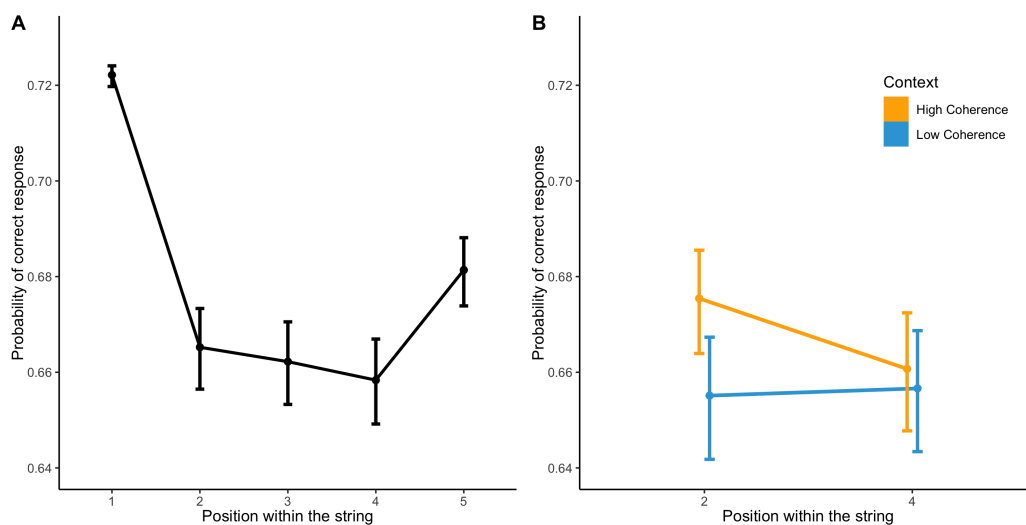 A
Probability of correct response
0.72
0.70
0.68
0.66
0.64
1 2 3 4 5
Position within the string
B
Probability of correct response
0.72
0.70
0.68
0.66
0.64
Context
High Coherence
Low Coherence
2 4
Position within the string